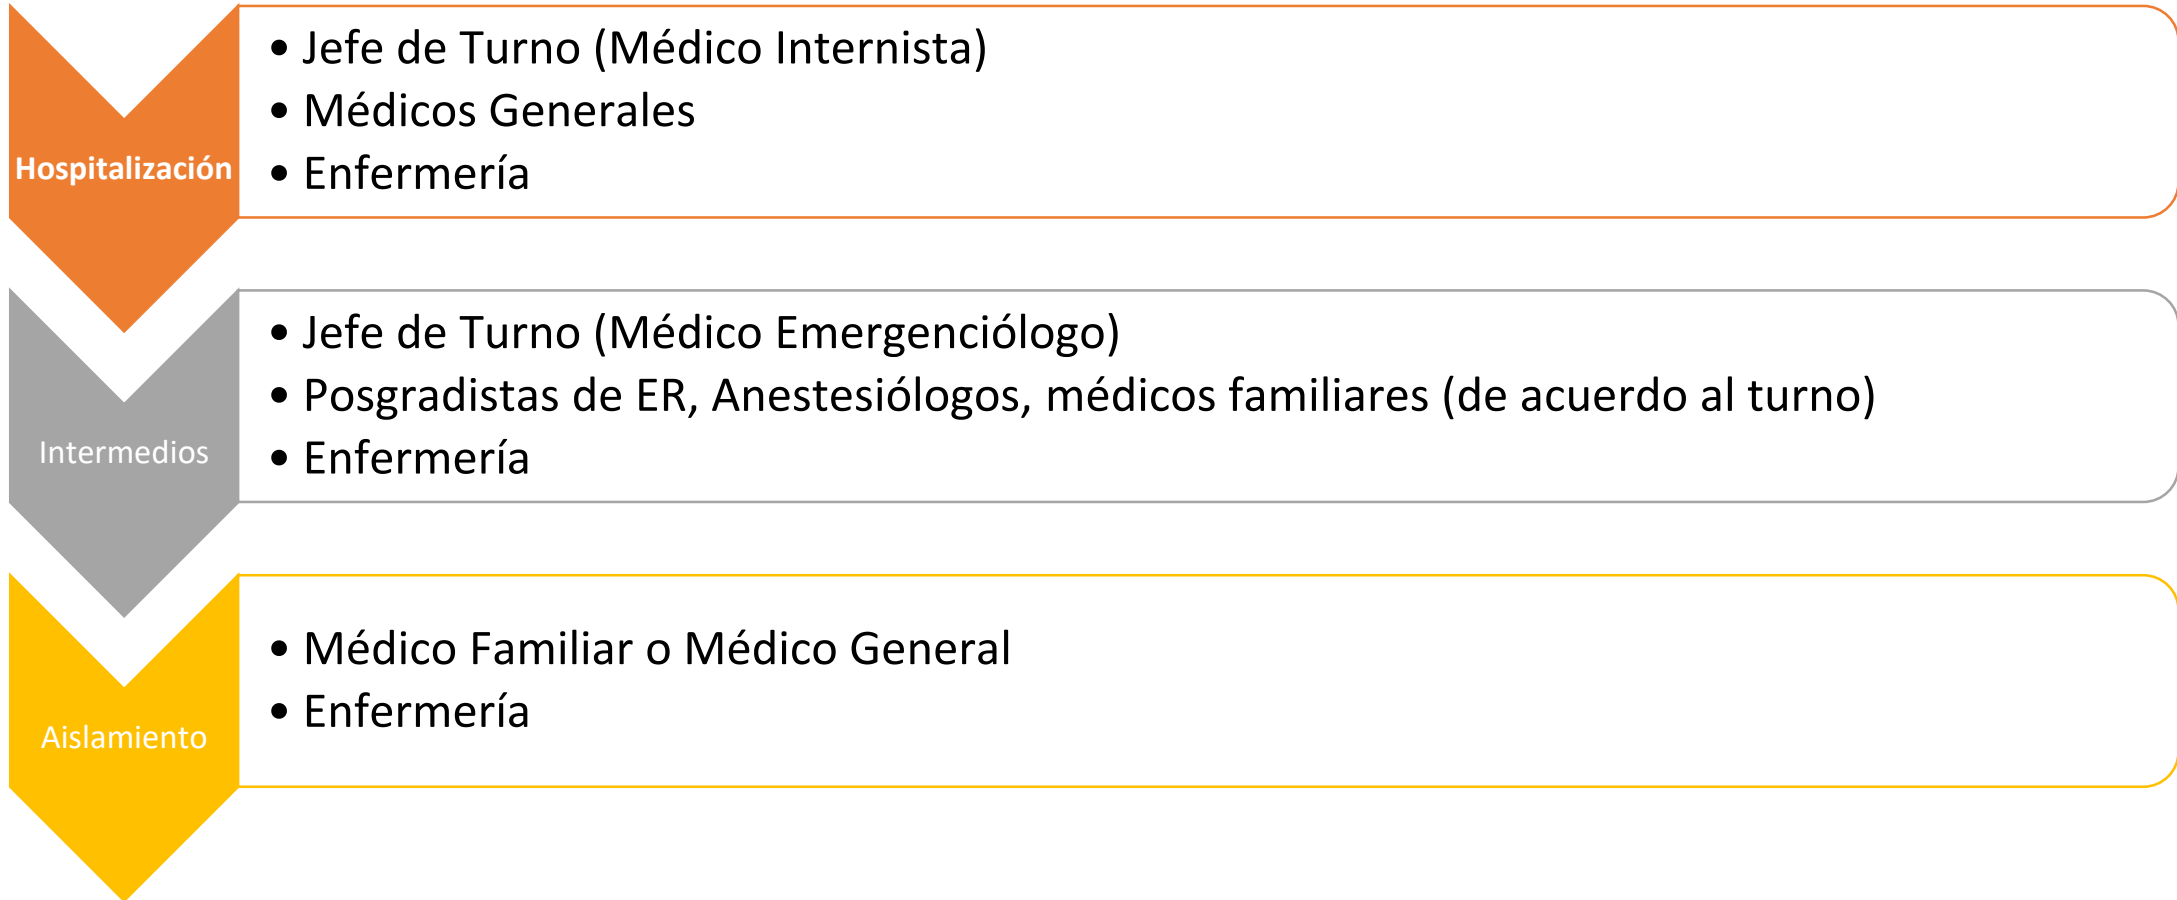 Hospitalización
• Jefe de Turno (Médico Internista)
• Médicos Generales
• Enfermería
Intermedios
• Jefe de Turno (Médico Emergenciólogo)
• Posgradistas de ER, Anestesiólogos, médicos familiares (de acuerdo al turno)
• Enfermería
Aislamiento
• Médico Familiar o Médico General
• Enfermería